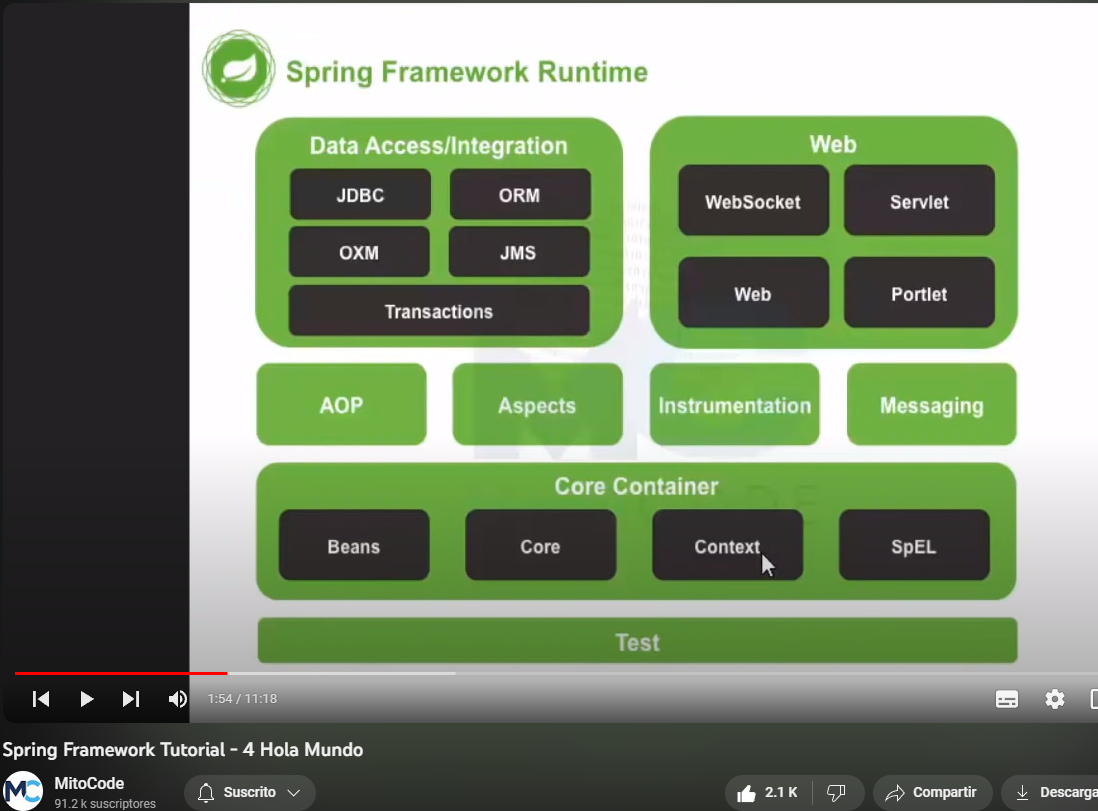 Spring Framework Runtime
Data Access/Integration
JDBC
ORM
OXM
JMS
Transactions
Web
WebSocket
Servlet
Web
Portlet
AOP
Aspects
Instrumentation
Messaging
Core Container
Beans
Core
Context
SpEL
Test
1:54 / 11:18
Spring Framework Tutorial - 4 Hola Mundo
MC
MitoCode
91.2 k suscriptores
Suscrito
2.1 K
Compartir
Descarga